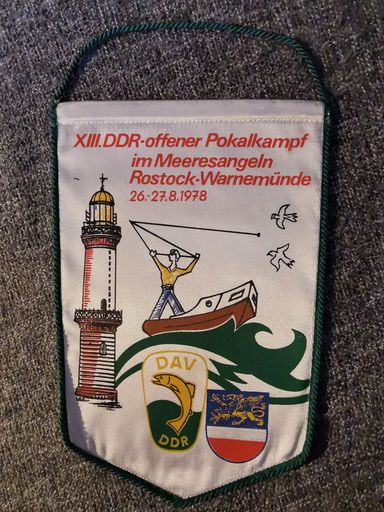 XIII. DDR-offener Pokalkampf
im Meeresangeln
Rostock-Warnemünde
26.-27.8.1978
DAV
DDR